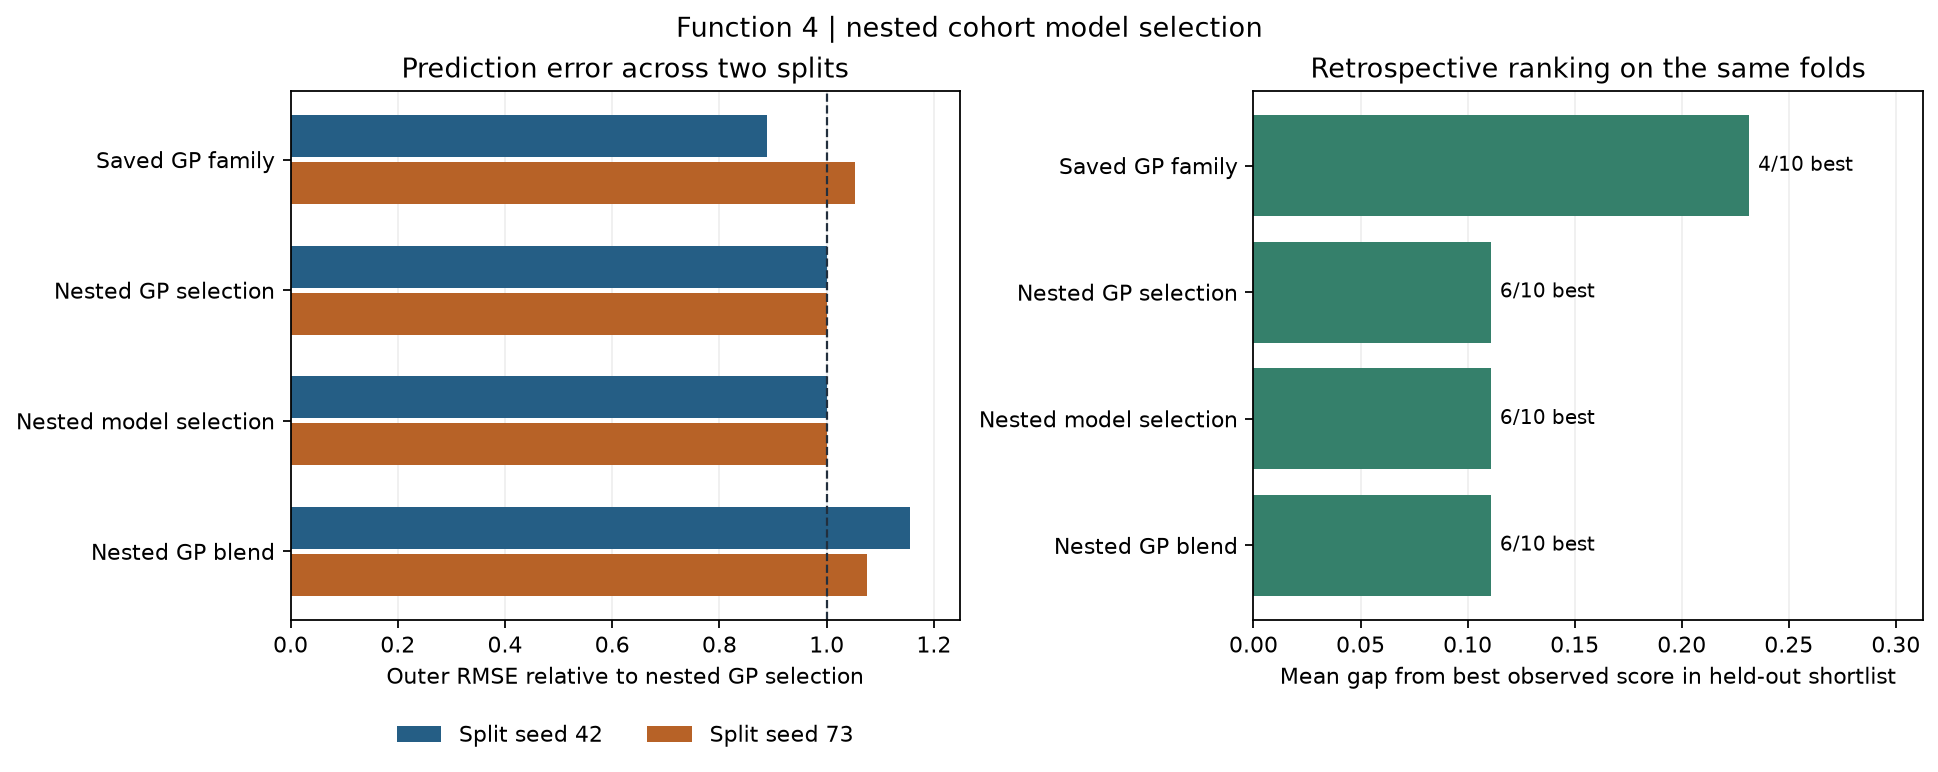 Function 4 | nested cohort model selection
Prediction error across two splits
Saved GP family
Nested GP selection
Nested model selection
Nested GP blend
0.0 0.2 0.4 0.6 0.8 1.0 1.2
Outer RMSE relative to nested GP selection
Split seed 42 Split seed 73
Retrospective ranking on the same folds
Saved GP family 4/10 best
Nested GP selection 6/10 best
Nested model selection 6/10 best
Nested GP blend 6/10 best
0.00 0.05 0.10 0.15 0.20 0.25 0.30
Mean gap from best observed score in held-out shortlist